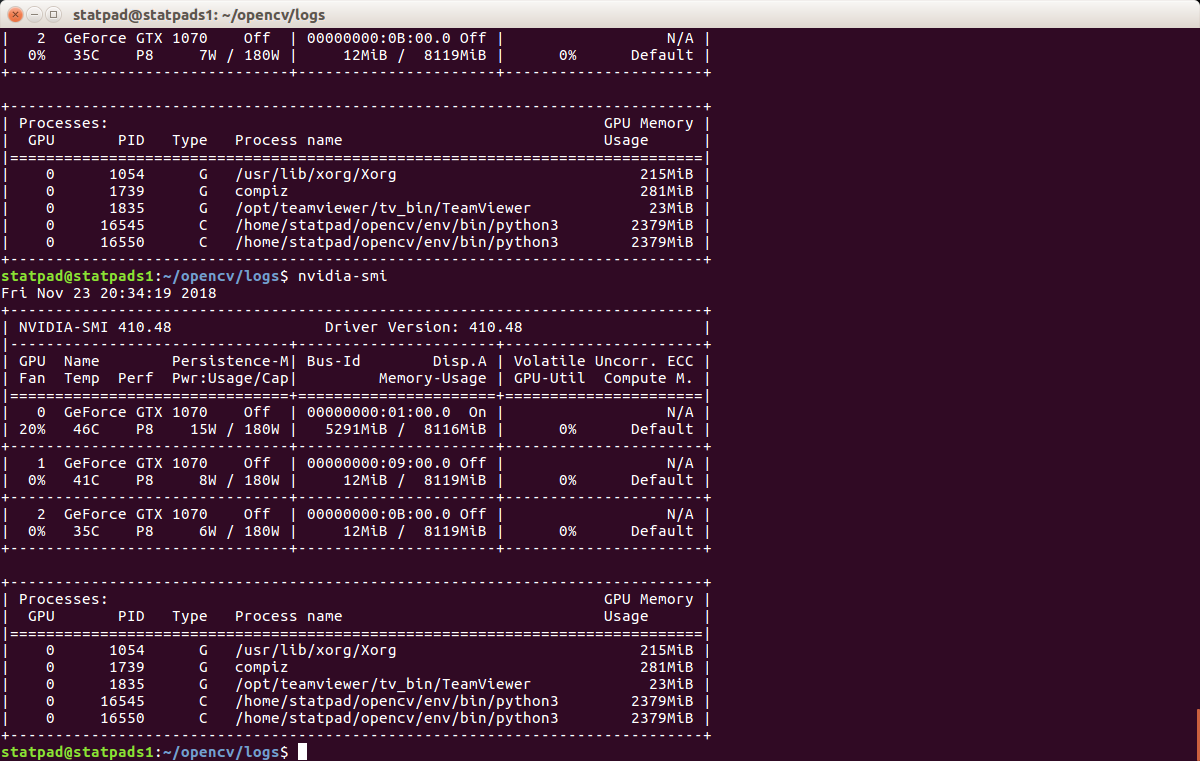 statpad@statpads1: ~/opencv/logs
|   2  GeForce GTX 1070    Off  | 00000000:0B:00.0 Off |                  N/A |
|  0%   35C    P8     7W / 180W |     12MiB /  8119MiB |      0%      Default |
+-------------------------------+----------------------+----------------------+

+-----------------------------------------------------------------------------+
| Processes:                                                       GPU Memory |
|  GPU       PID   Type   Process name                             Usage      |
|=============================================================================|
|    0      1054      G   /usr/lib/xorg/Xorg                           215MiB |
|    0      1739      G   compiz                                       281MiB |
|    0      1835      G   /opt/teamviewer/tv_bin/TeamViewer             23MiB |
|    0     16545      C   /home/statpad/opencv/env/bin/python3        2379MiB |
|    0     16550      C   /home/statpad/opencv/env/bin/python3        2379MiB |
+-----------------------------------------------------------------------------+
statpad@statpads1:~/opencv/logs$ nvidia-smi
Fri Nov 23 20:34:19 2018
+-----------------------------------------------------------------------------+
| NVIDIA-SMI 410.48                 Driver Version: 410.48                    |
|-------------------------------+----------------------+----------------------+
| GPU  Name        Persistence-M| Bus-Id        Disp.A | Volatile Uncorr. ECC |
| Fan  Temp  Perf  Pwr:Usage/Cap|         Memory-Usage | GPU-Util  Compute M. |
|===============================+======================+======================|
|   0  GeForce GTX 1070    Off  | 00000000:01:00.0  On |                  N/A |
| 20%   46C    P8    15W / 180W |   5291MiB /  8116MiB |      0%      Default |
+-------------------------------+----------------------+----------------------+
|   1  GeForce GTX 1070    Off  | 00000000:09:00.0 Off |                  N/A |
|  0%   41C    P8     8W / 180W |     12MiB /  8119MiB |      0%      Default |
+-------------------------------+----------------------+----------------------+
|   2  GeForce GTX 1070    Off  | 00000000:0B:00.0 Off |                  N/A |
|  0%   35C    P8     6W / 180W |     12MiB /  8119MiB |      0%      Default |
+-------------------------------+----------------------+----------------------+

+-----------------------------------------------------------------------------+
| Processes:                                                       GPU Memory |
|  GPU       PID   Type   Process name                             Usage      |
|=============================================================================|
|    0      1054      G   /usr/lib/xorg/Xorg                           215MiB |
|    0      1739      G   compiz                                       281MiB |
|    0      1835      G   /opt/teamviewer/tv_bin/TeamViewer             23MiB |
|    0     16545      C   /home/statpad/opencv/env/bin/python3        2379MiB |
|    0     16550      C   /home/statpad/opencv/env/bin/python3        2379MiB |
+-----------------------------------------------------------------------------+
statpad@statpads1:~/opencv/logs$